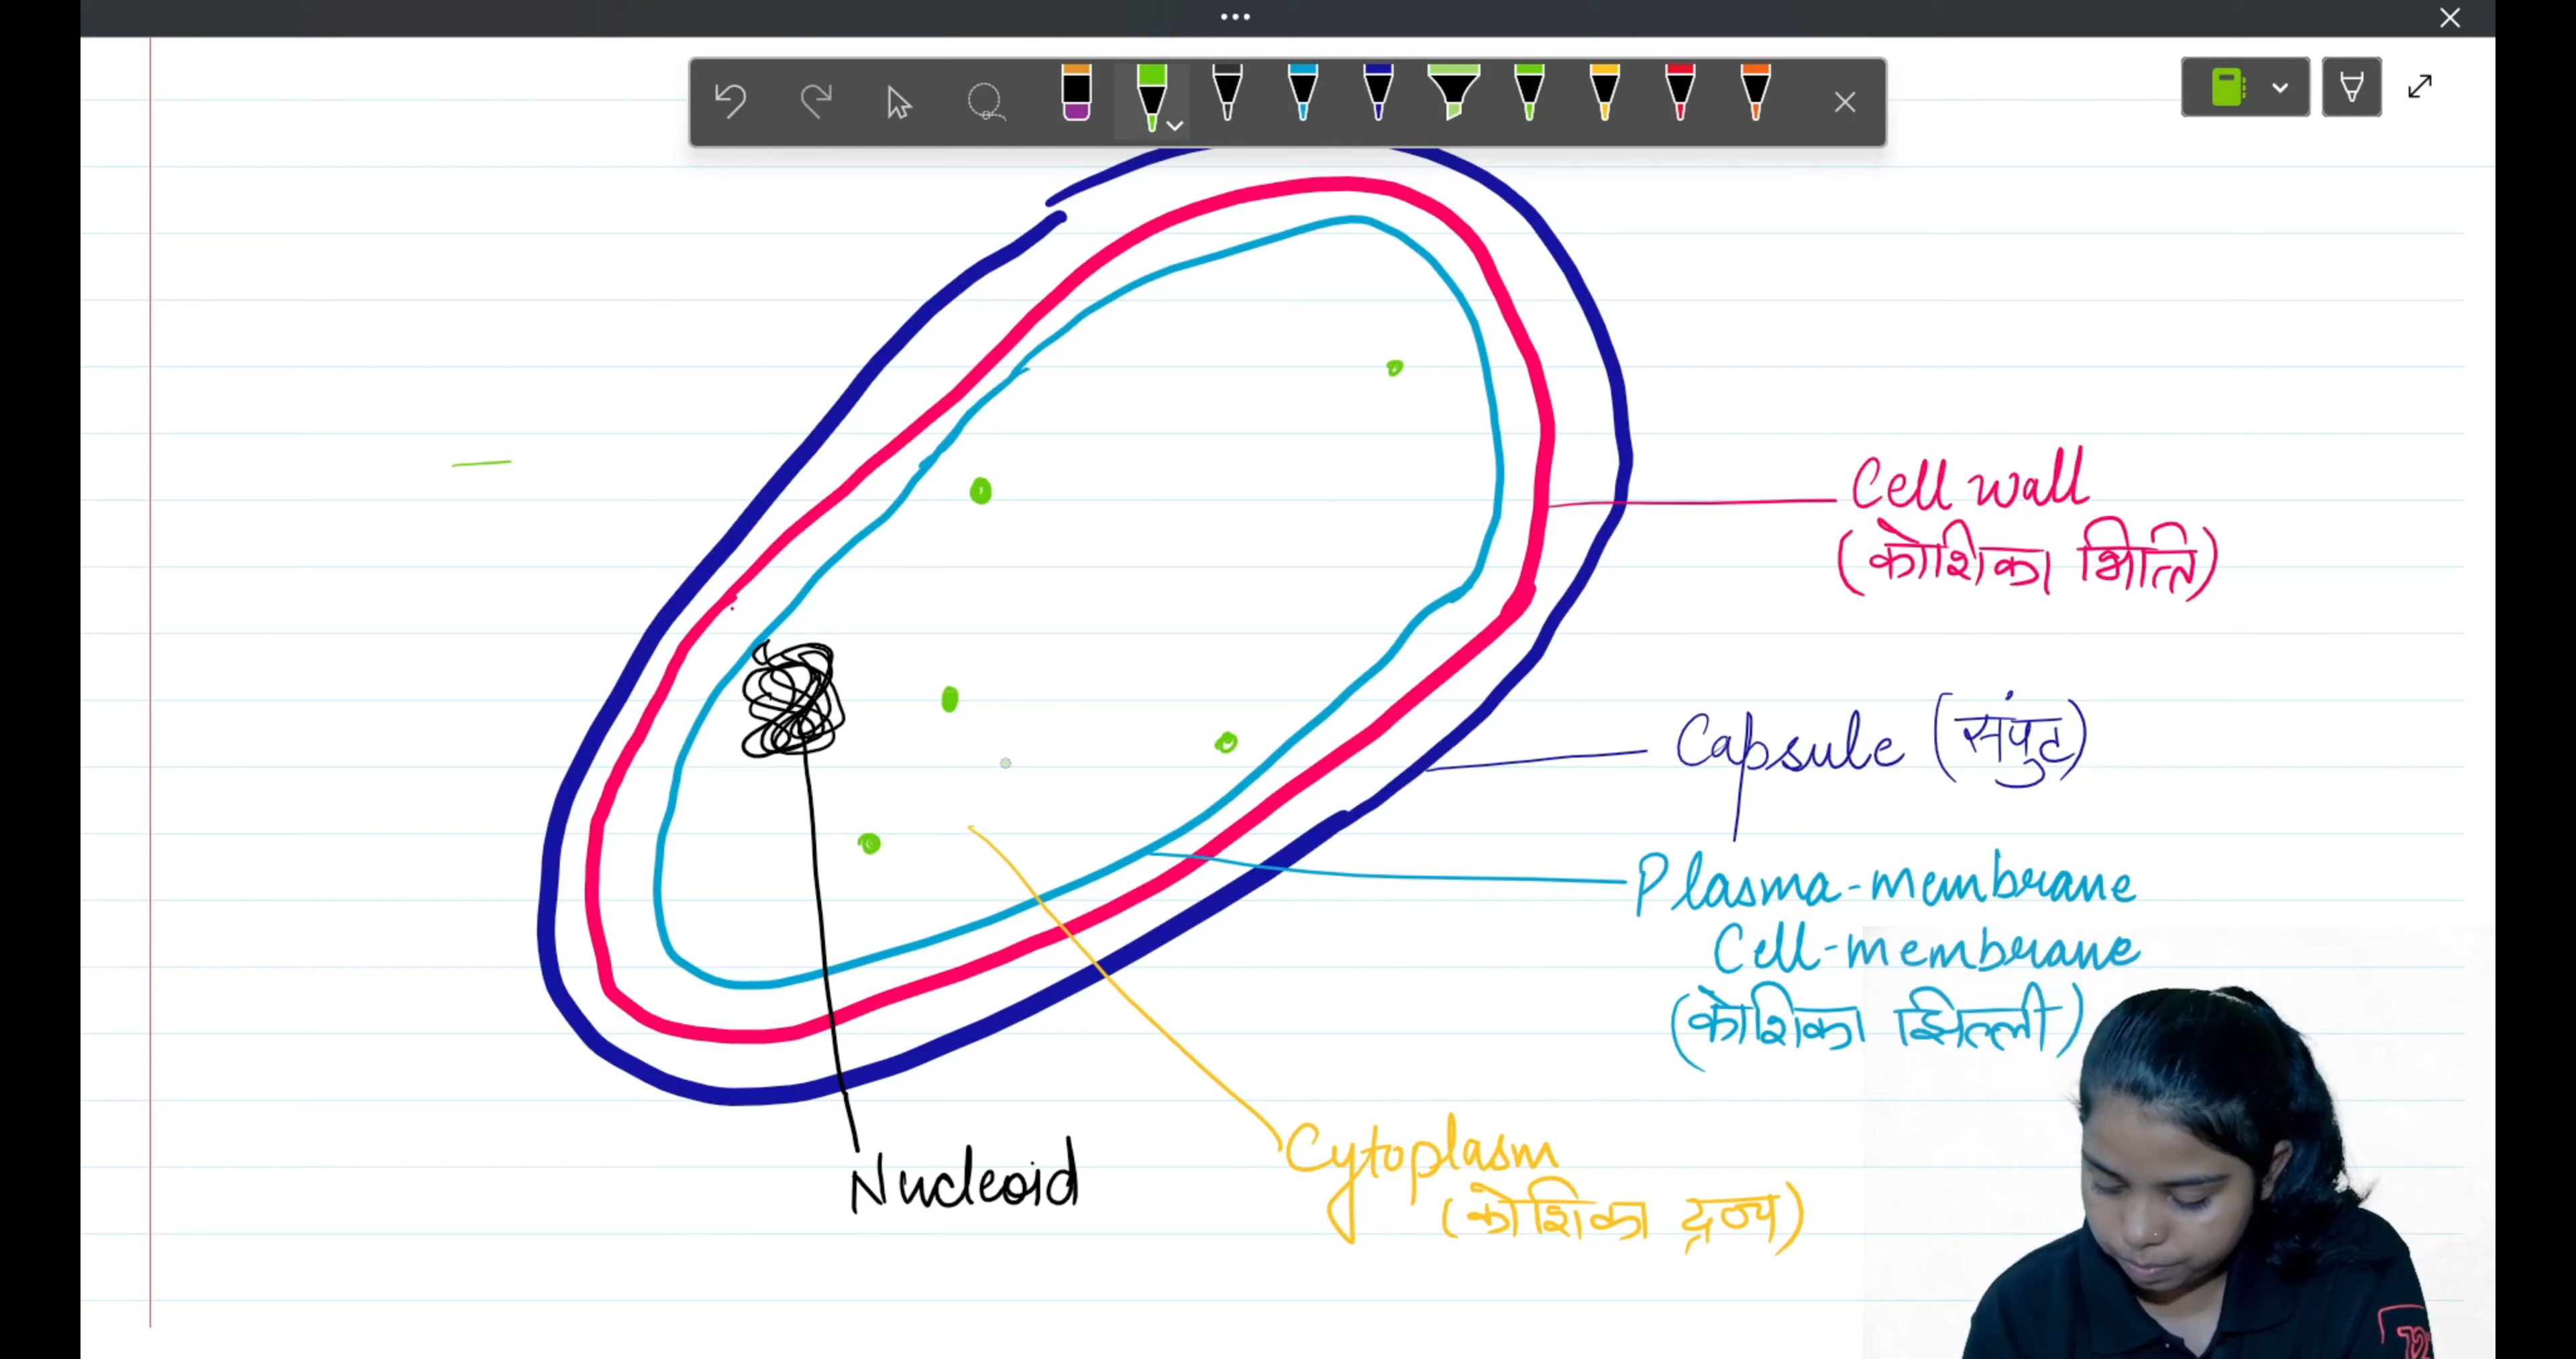 Cell wall
(कोशिका भित्ति)
Capsule (संपुट)
Plasma-membrane
Cell-membrane
(कोशिका झिल्ली)
Cytoplasm
(कोशिका द्रव्य)
Nucleoid